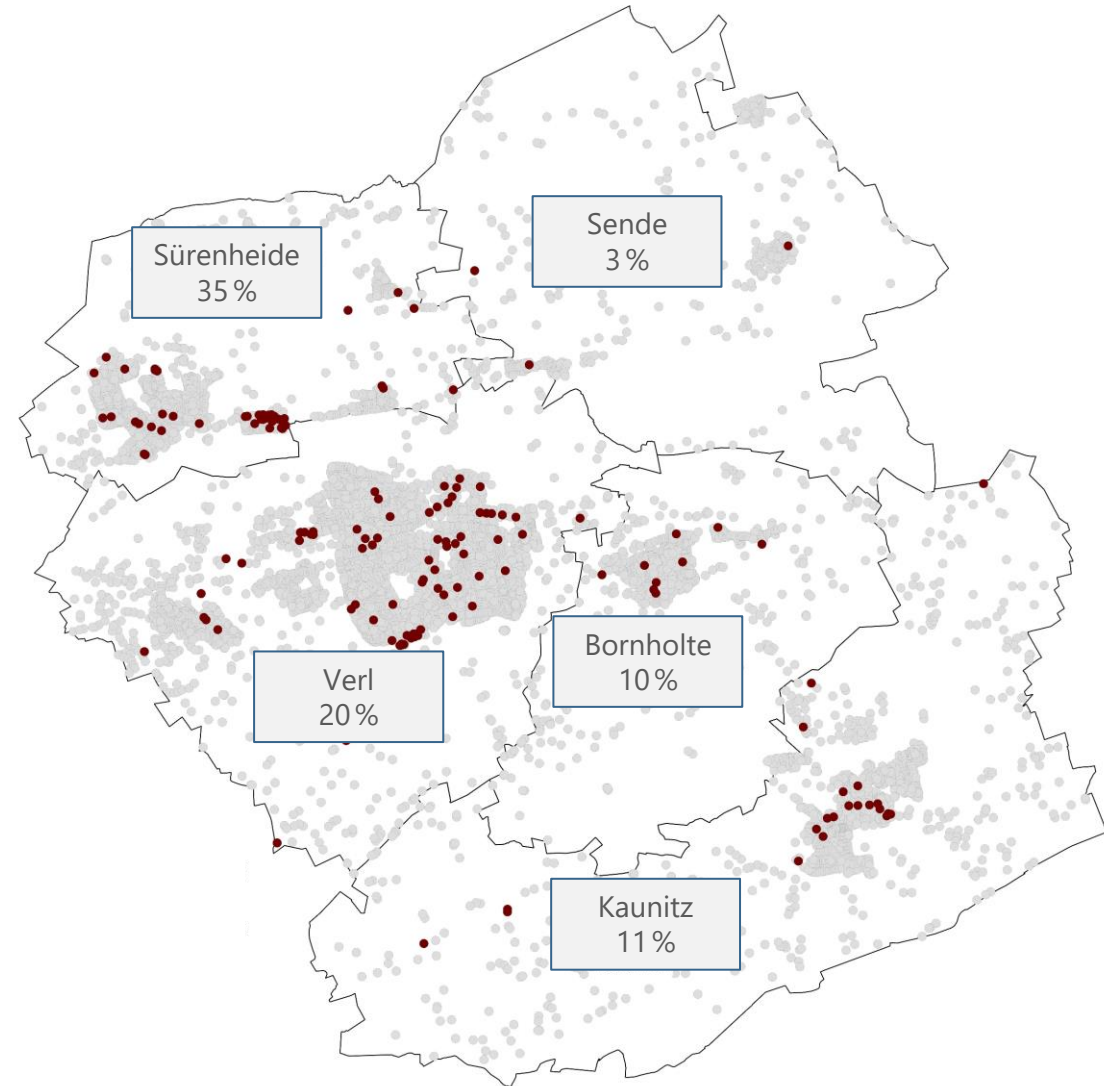 Sende
3 %
Sürenheide
35 %
Bornholte
10 %
Verl
20 %
Kaunitz
11 %